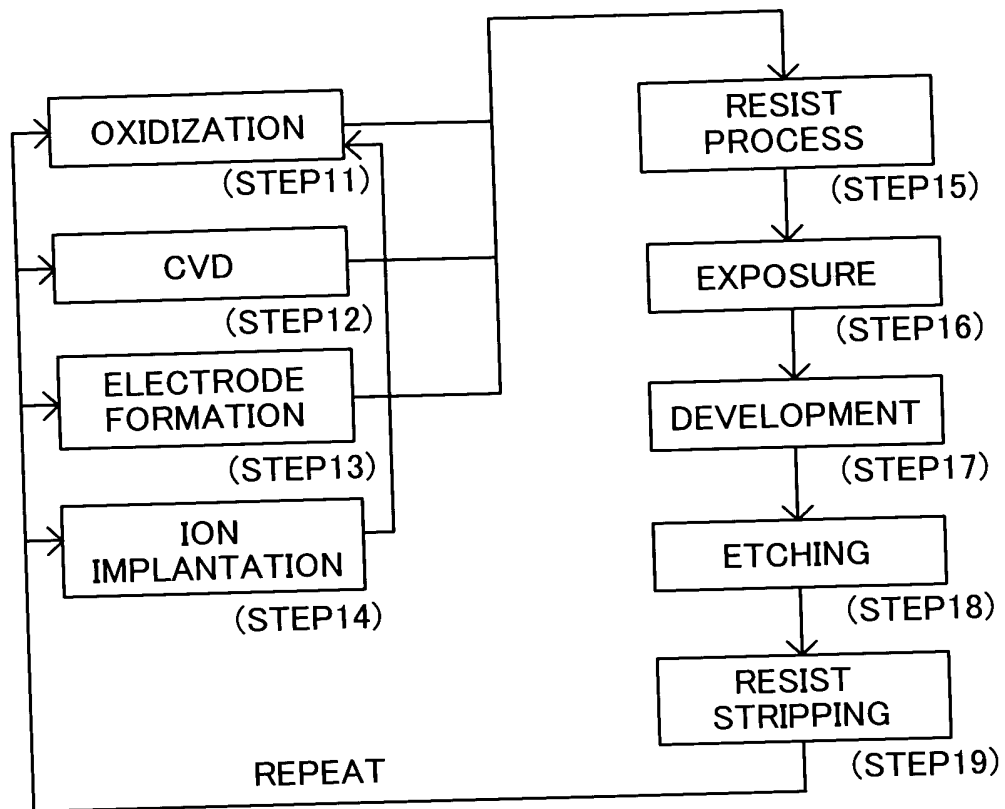 OXIDIZATION
(STEP11)
CVD
(STEP12)
ELECTRODE
FORMATION
(STEP13)
ION
IMPLANTATION
(STEP14)
RESIST
PROCESS
(STEP15)
EXPOSURE
(STEP16)
DEVELOPMENT
(STEP17)
ETCHING
(STEP18)
RESIST
STRIPPING
(STEP19)
REPEAT